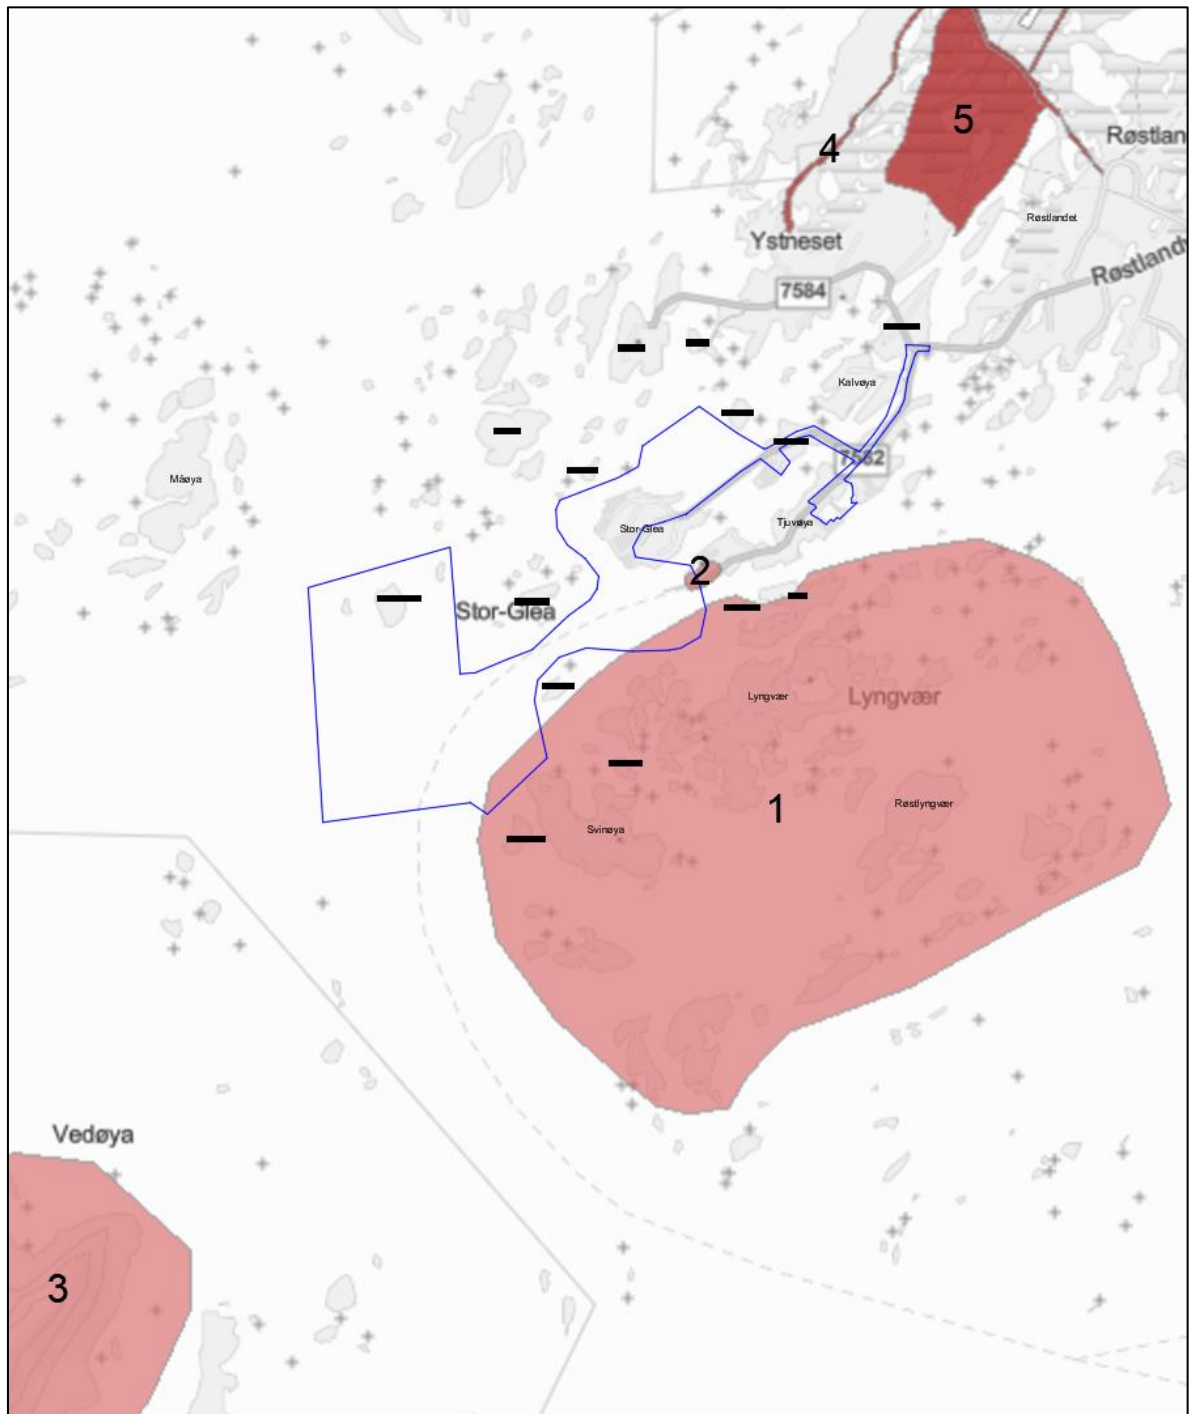 5
Røstlan
4
Røstlandet
Ystneset
Røstlandv
7584
Kalvøya
7582
Måøya
Stor-Glea
Tjuvøya
2
Stor-Glea
Lyngvær
Lyngvær
1
Røstlyngvær
Svinøya
Vedøya
3